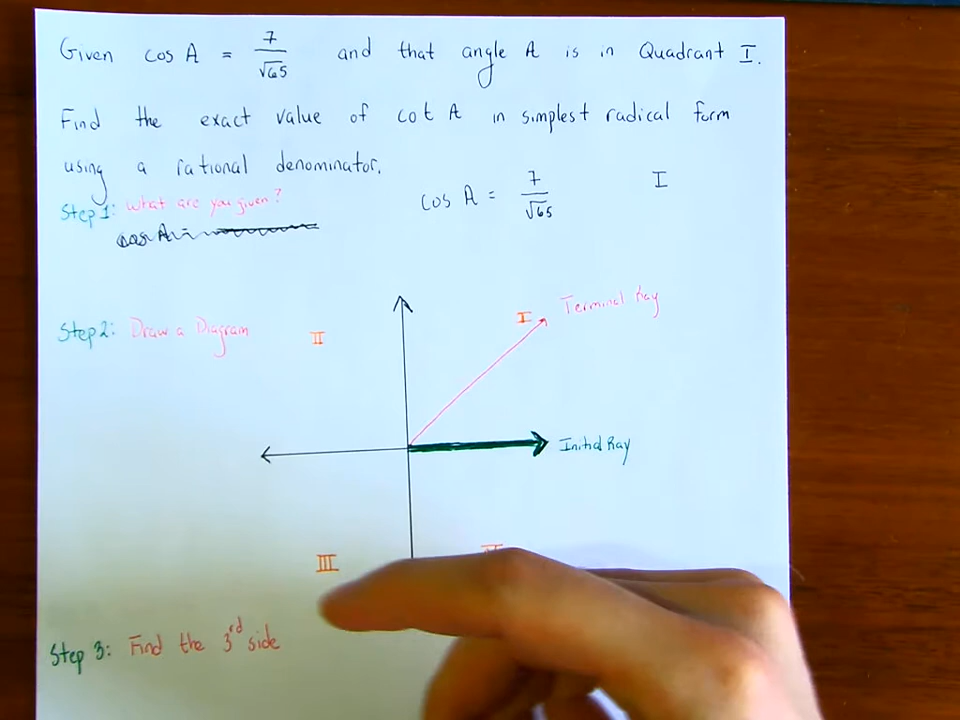 Given cos A = 7/√65 and that angle A is in Quadrant I.
Find the exact value of cot A in simplest radical form
using a rational denominator.
Step 1: What are you given?
cos A = 7/√65
I
cos A =
Step 2: Draw a Diagram
II
I
Terminal Ray
Initial Ray
III
Step 3: Find the 3rd side